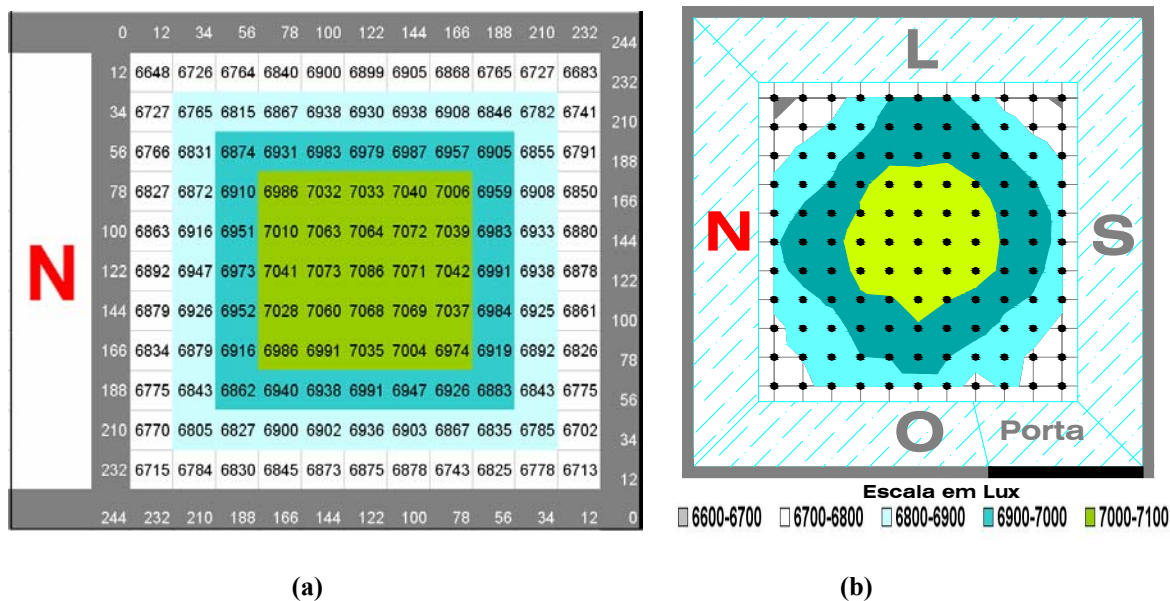 0 12 34 56 78 100 122 144 166 188 210 232 244
12 6648 6726 6764 6840 6900 6899 6905 6868 6765 6727 6683 232
34 6727 6765 6815 6867 6938 6930 6938 6908 6846 6782 6741 210
56 6766 6831 6874 6931 6983 6979 6987 6957 6905 6855 6791 188
78 6827 6872 6910 6986 7032 7033 7040 7006 6959 6908 6850 166
100 6863 6916 6951 7010 7063 7064 7072 7039 6983 6933 6880 144
122 6892 6947 6973 7041 7073 7086 7071 7042 6991 6938 6878 122
144 6879 6926 6952 7028 7060 7068 7069 7037 6984 6925 6861 100
166 6834 6879 6916 6986 6991 7035 7004 6974 6919 6892 6826 78
188 6775 6843 6862 6940 6938 6991 6947 6926 6883 6843 6775 56
210 6770 6805 6827 6900 6902 6936 6903 6867 6835 6785 6702 34
232 6715 6784 6830 6845 6873 6875 6878 6743 6825 6778 6713 12
244 232 210 188 166 144 122 100 78 56 34 12 0
N
(a)
L
N
S
O
Porta
Escala em Lux
6600-6700 6700-6800 6800-6900 6900-7000 7000-7100
(b)